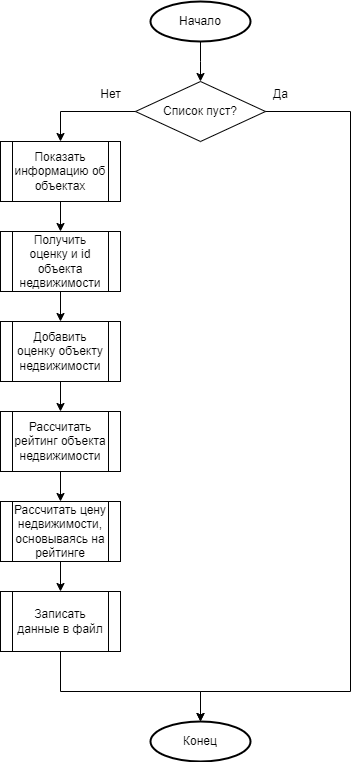 Начало
Нет
Да
Список пуст?
Показать
информацию об
объектах
Получить
оценку и id
объекта
недвижимости
Добавить
оценку объекту
недвижимости
Рассчитать
рейтинг объекта
недвижимости
Рассчитать цену
недвижимости,
основываясь на
рейтинге
Записать
данные в файл
Конец